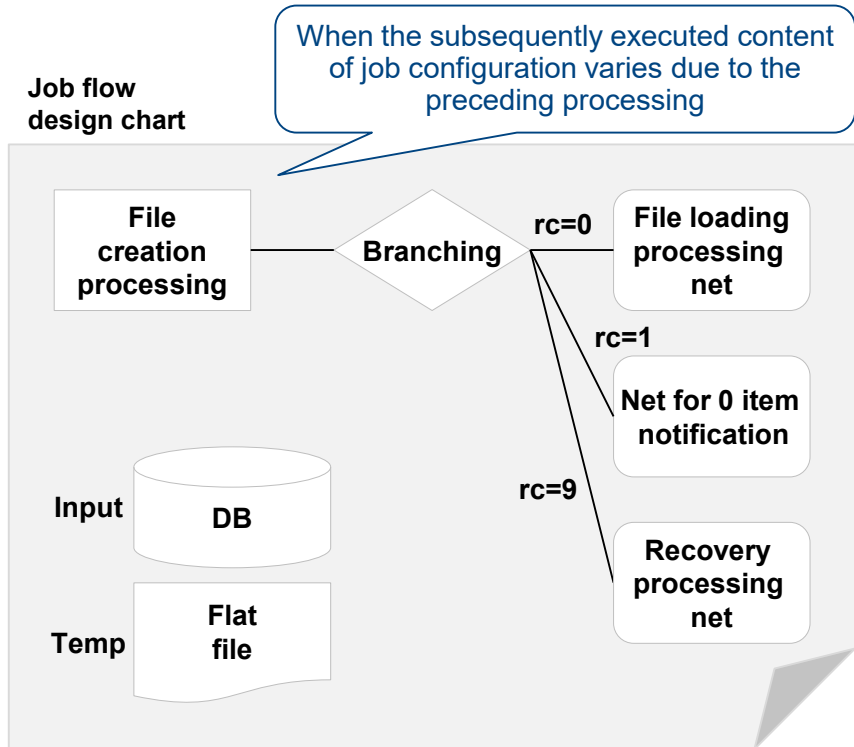 When the subsequently executed content
of job configuration varies due to the
preceding processing
Job flow
design chart
File
creation
processing
Branching
rc=0
File loading
processing
net
rc=1
Net for 0 item
notification
rc=9
Recovery
processing
net
Input
DB
Temp
Flat
file